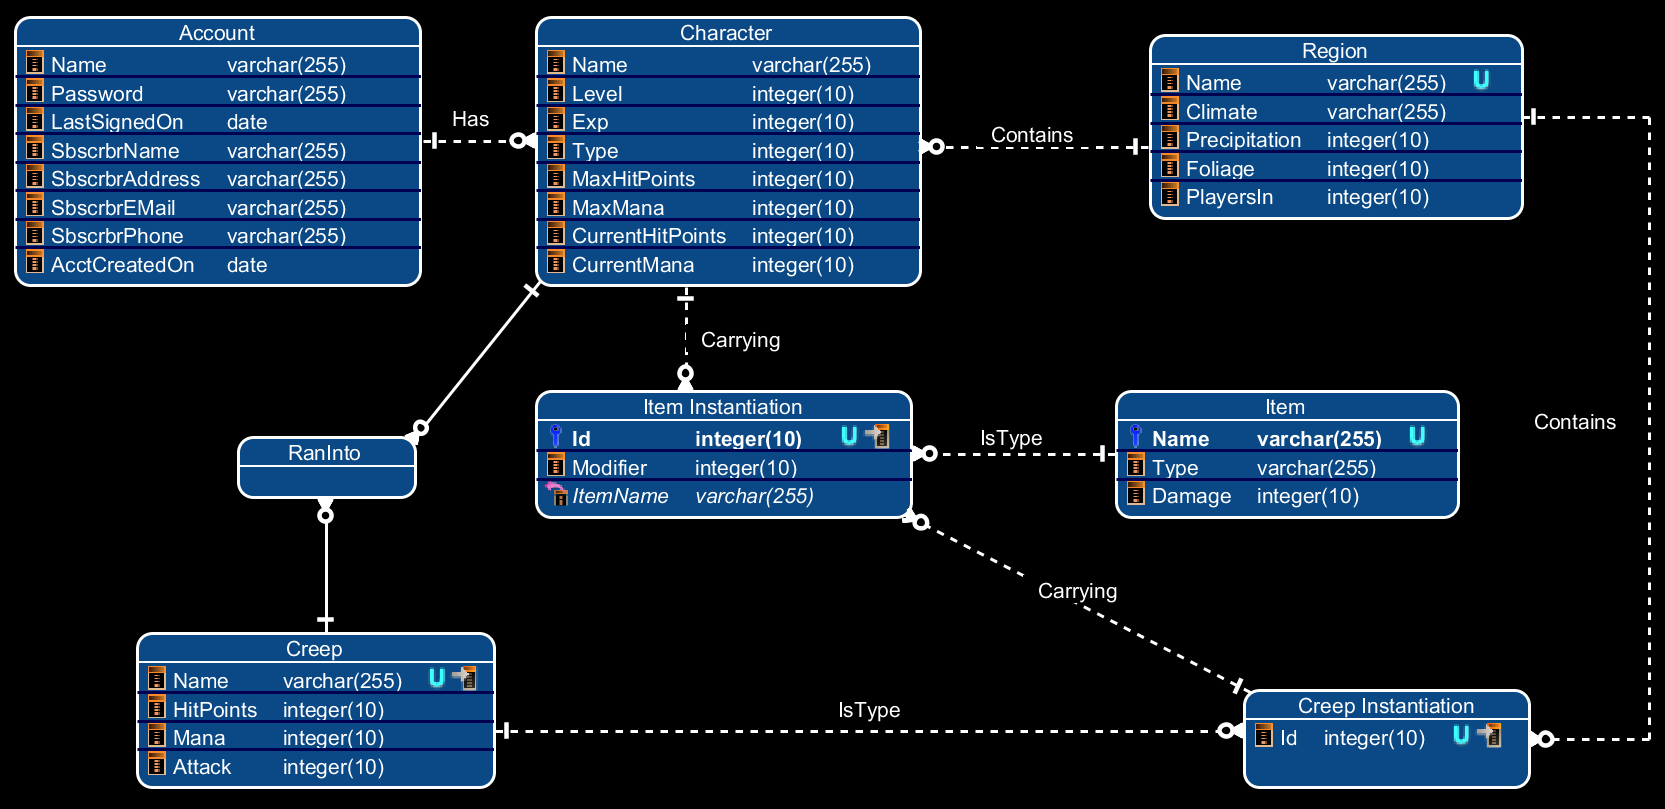 Account
Name varchar(255)
Password varchar(255)
LastSignedOn date
SbscrbrName varchar(255)
SbscrbrAddress varchar(255)
SbscrbrEMail varchar(255)
SbscrbrPhone varchar(255)
AcctCreatedOn date
Has
Character
Name varchar(255)
Level integer(10)
Exp integer(10)
Type integer(10)
MaxHitPoints integer(10)
MaxMana integer(10)
CurrentHitPoints integer(10)
CurrentMana integer(10)
Contains
Region
Name varchar(255) U
Climate varchar(255)
Precipitation integer(10)
Foliage integer(10)
PlayersIn integer(10)
Carrying
Contains
RanInto
Item Instantiation
Id integer(10) U
Modifier integer(10)
ItemName varchar(255)
IsType
Item
Name varchar(255) U
Type varchar(255)
Damage integer(10)
Carrying
Creep
Name varchar(255) U
HitPoints integer(10)
Mana integer(10)
Attack integer(10)
IsType
Creep Instantiation
Id integer(10) U